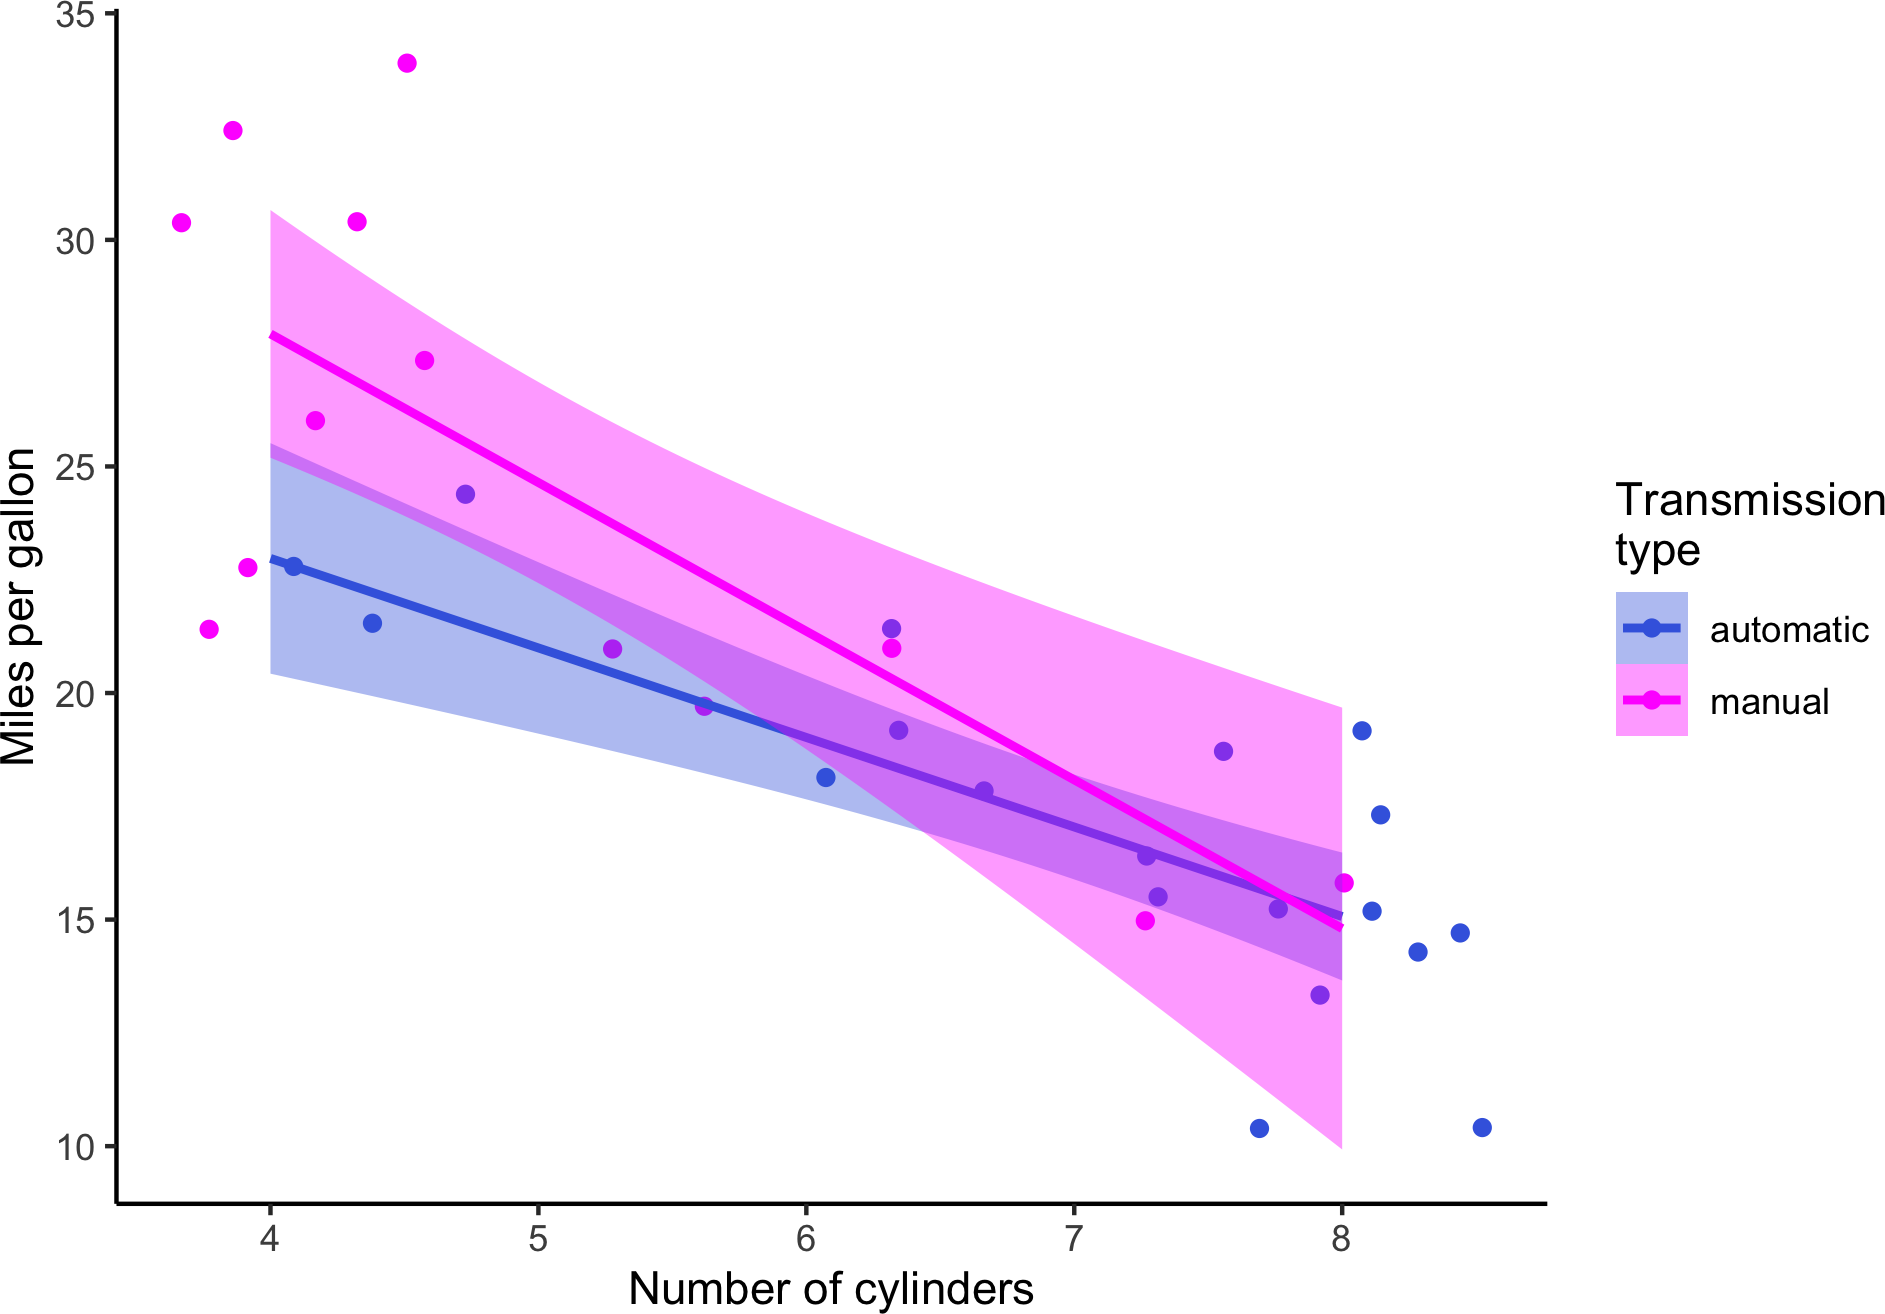 35
30
25
20
15
10
Miles per gallon
4 5 6 7 8
Number of cylinders
Transmission
type
automatic
manual